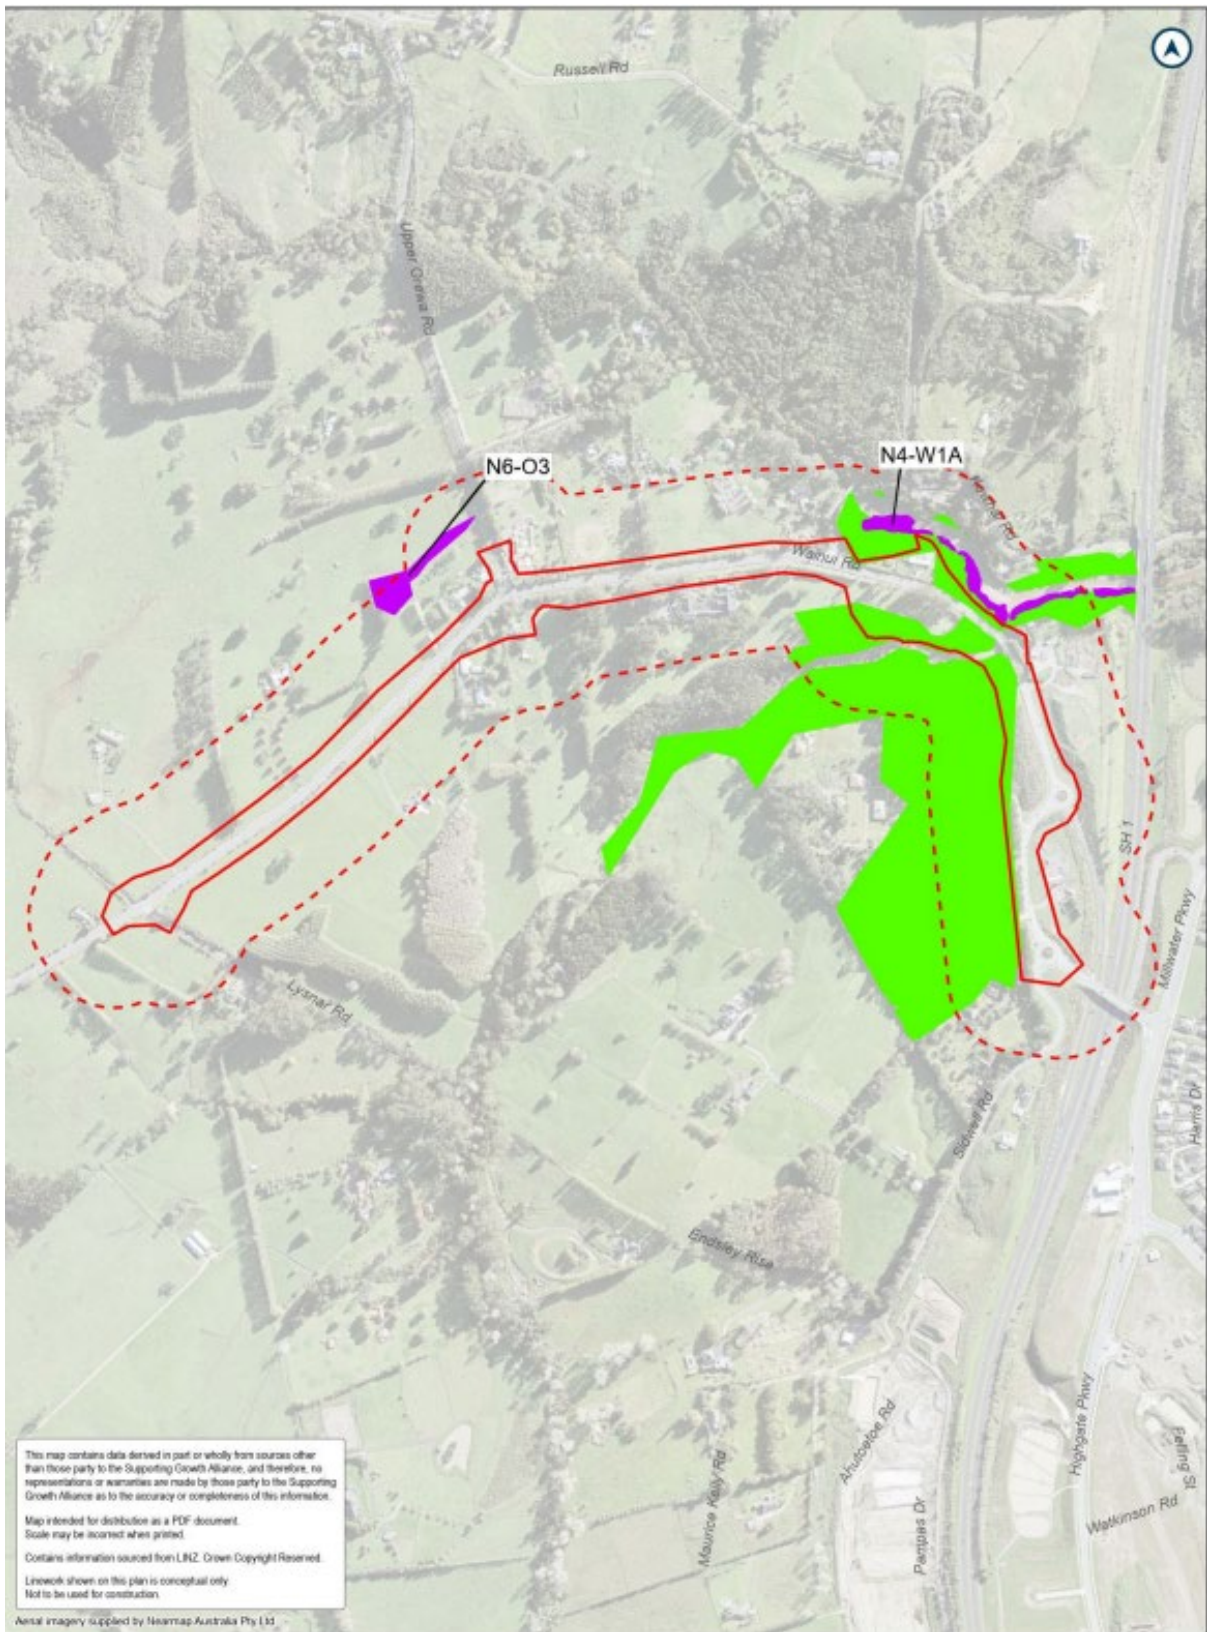 Russell Rd
Upper Orewa Rd
N6-O3
N4-W1A
Wainui Rd
SH 1
Millwater Pkwy
Lysnar Rd
Harris Dr
Sidwell Rd
Endsley Rise
Highgate Pkwy
Ahutoetoe Rd
Maurice Kelly Rd
Pampas Dr
Watkinson Rd
This map contains data derived in part or wholly from sources other
than those party to the Supporting Growth Alliance, and therefore, no
representations or warranties are made by those party to the Supporting
Growth Alliance as to the accuracy or completeness of this information.
Map intended for distribution as a PDF document.
Scale may be incorrect when printed.
Contains information sourced from LINZ. Crown Copyright Reserved.
Linework shown on this plan is conceptual only.
Not to be used for construction.
Aerial imagery supplied by Nearmap Australia Pty Ltd